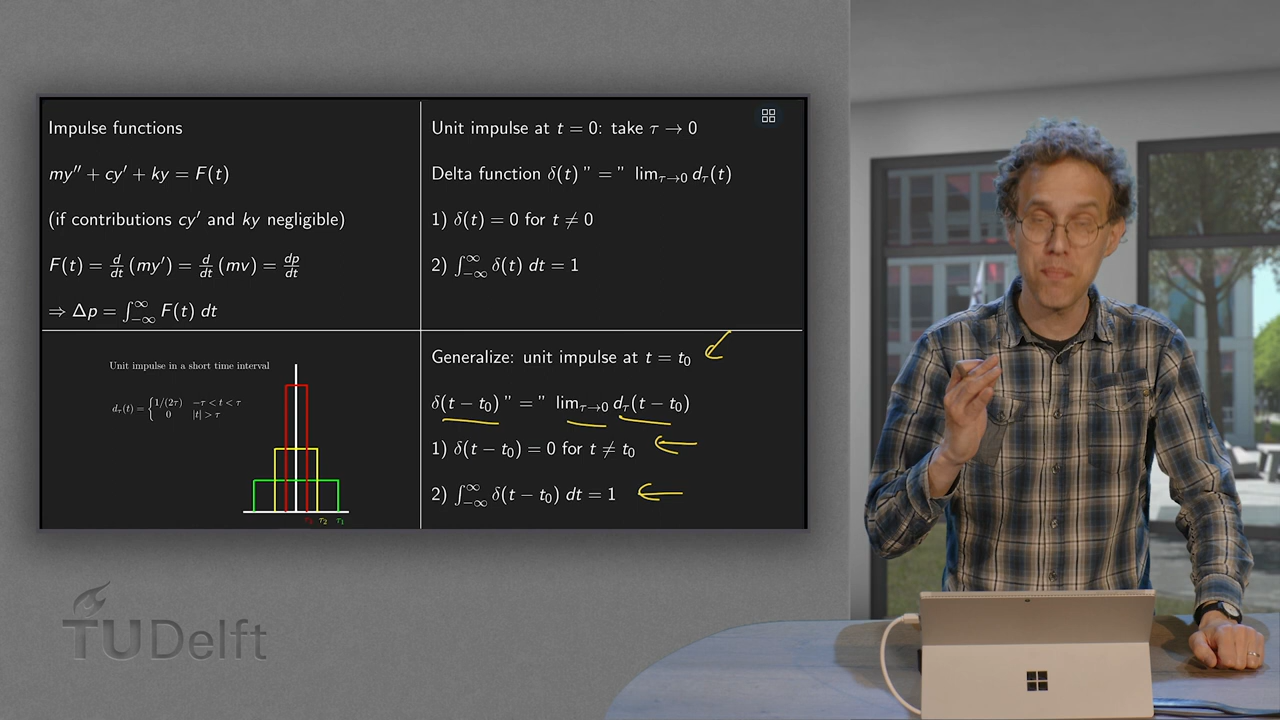 Impulse functions
my″ + cy′ + ky = F(t)
(if contributions cy′ and ky negligible)
F(t) = d/dt (my′) = d/dt (mv) = dp/dt
⇒ Δp = ∫_{−∞}^{∞} F(t) dt
Unit impulse at t = 0: take τ → 0
Delta function δ(t) ” = ” lim_{τ→0} d_τ(t)
1) δ(t) = 0 for t ≠ 0
2) ∫_{−∞}^{∞} δ(t) dt = 1
Unit impulse in a short time interval
d_τ(t) = { 1/(2τ) −τ < t < τ
0 |t| > τ
τ₂ τ₁
Generalize: unit impulse at t = t₀
δ(t − t₀) ” = ” lim_{τ→0} d_τ(t − t₀)
1) δ(t − t₀) = 0 for t ≠ t₀
2) ∫_{−∞}^{∞} δ(t − t₀) dt = 1
TUDelft